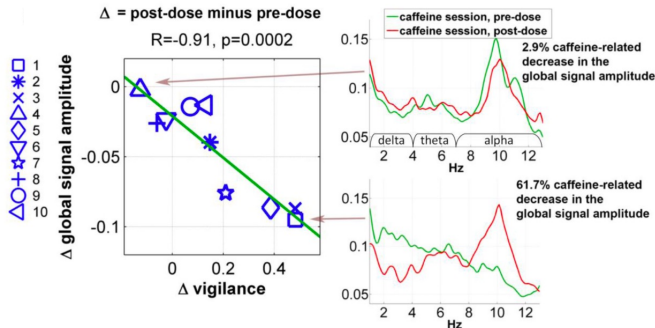 Δ = post-dose minus pre-dose
R=-0.91, p=0.0002
Δ global signal amplitude
1
2
3
4
5
6
7
8
9
10
0
-0.05
-0.1
0 0.2 0.4
Δ vigilance
caffeine session, pre-dose
caffeine session, post-dose
0.15
0.1
0.05
2.9% caffeine-related
decrease in the
global signal amplitude
delta theta alpha
2 4 6 8 10 12
Hz
0.15
0.1
0.05
61.7% caffeine-related
decrease in the
global signal amplitude
2 4 6 8 10 12
Hz